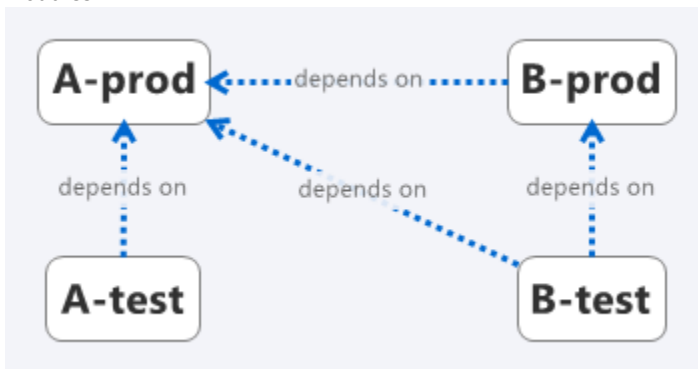 A-prod
depends on
B-prod
depends on
depends on
depends on
A-test
B-test